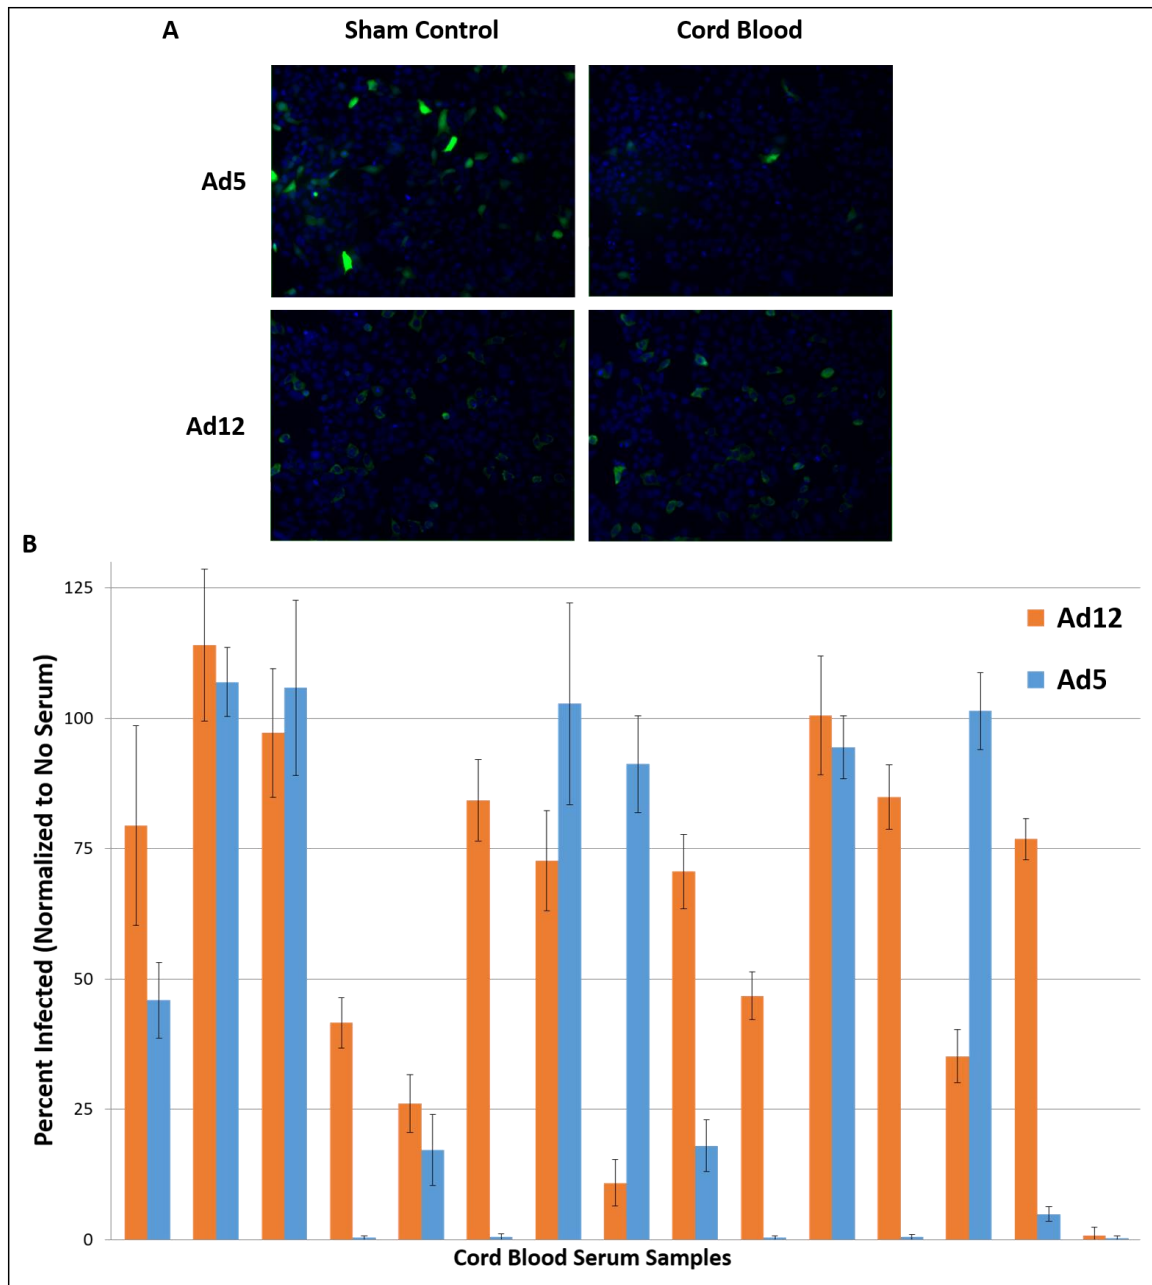 A
Sham Control
Cord Blood
Ad5
Ad12
B
Percent Infected (Normalized to No Serum)
125
100
75
50
25
0
Ad12
Ad5
Cord Blood Serum Samples